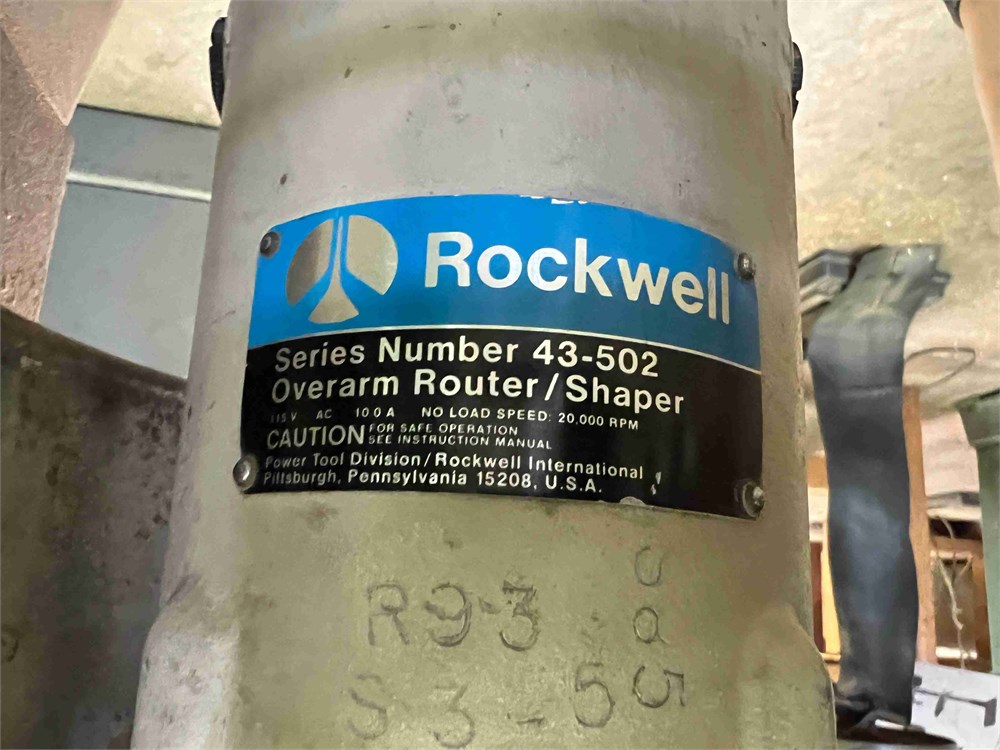 Rockwell
Series Number 43-502
Overarm Router/Shaper
115 V AC 10.0 A NO LOAD SPEED: 20,000 RPM
CAUTION FOR SAFE OPERATION
SEE INSTRUCTION MANUAL
Power Tool Division/Rockwell International
Pittsburgh, Pennsylvania 15208, U.S.A.
R9-3
S3-5